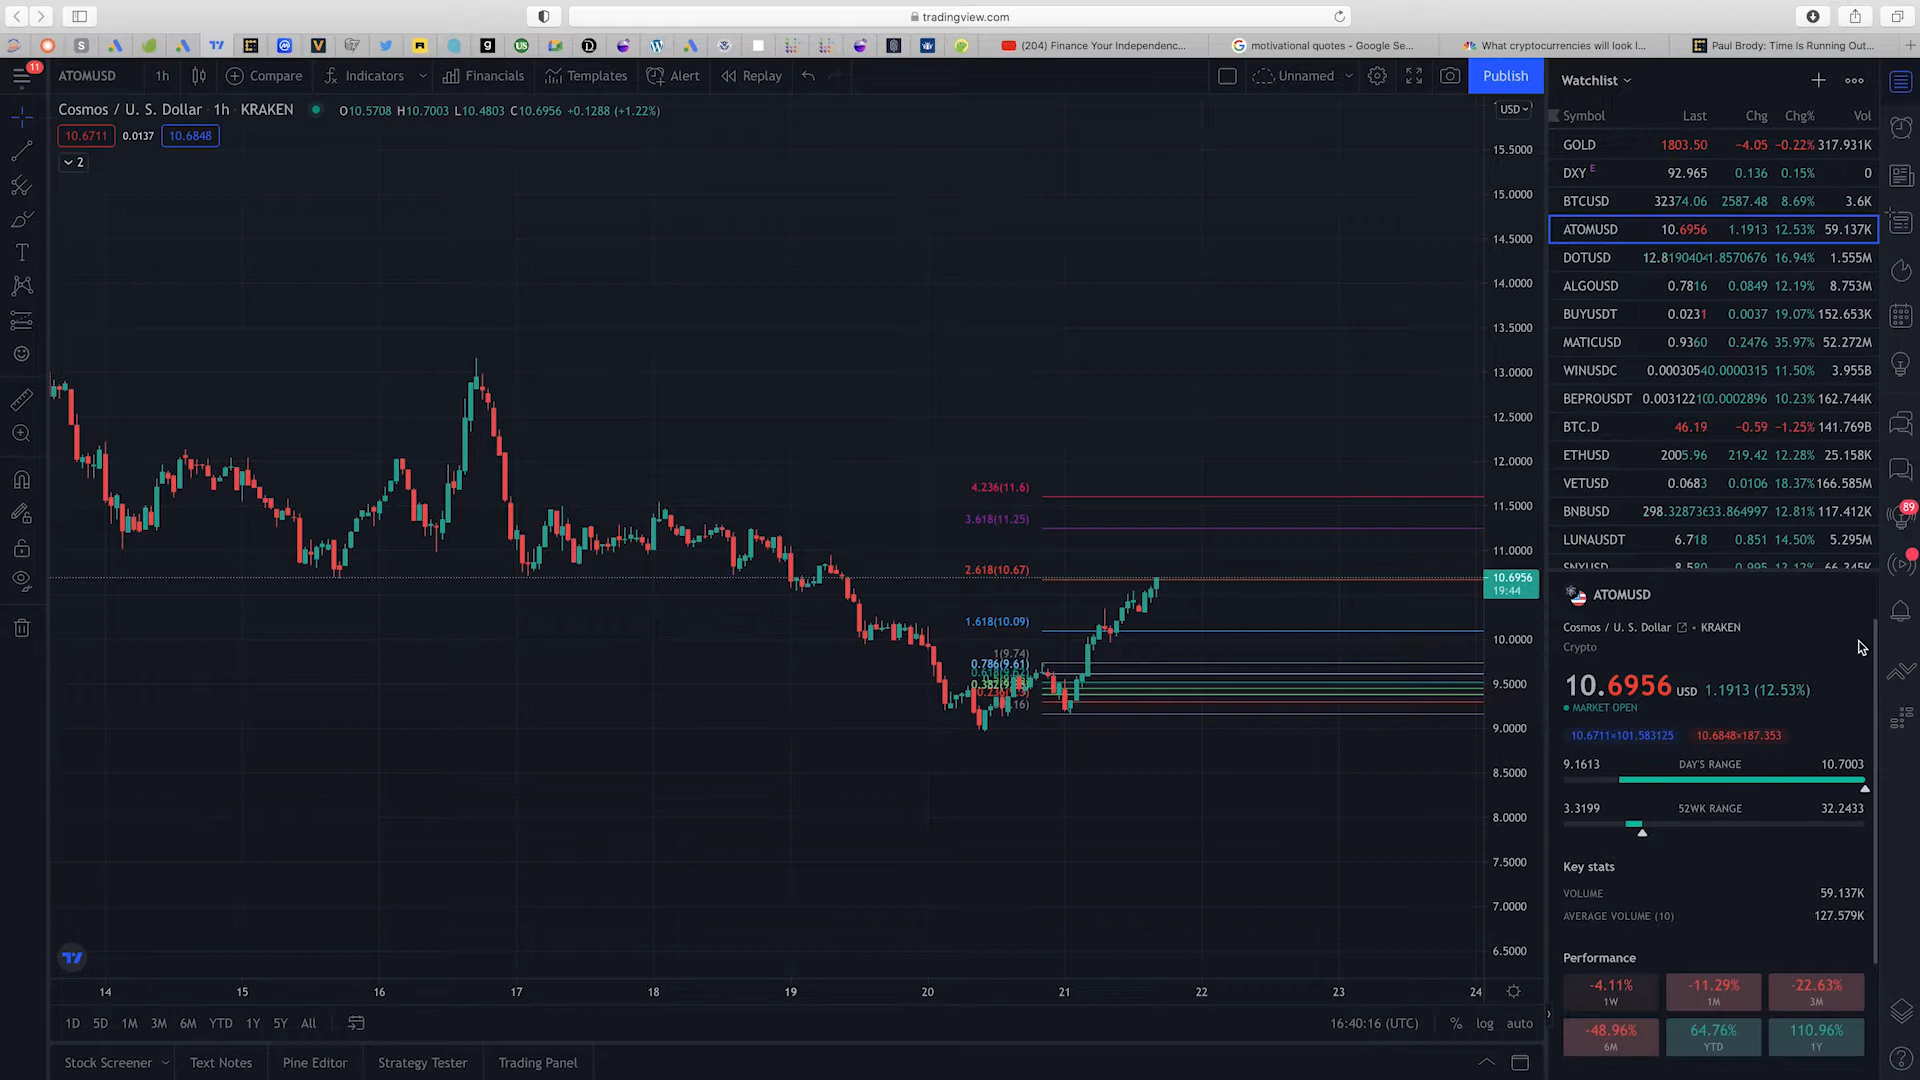 tradingview.com
(204) Finance Your Independenc...
motivational quotes - Google Se...
What cryptocurrencies will look l...
Paul Brody: Time Is Running Out...
11
ATOMUSD
1h
Compare
Indicators
Financials
Templates
Alert
Replay
Unnamed
Publish
Watchlist
Cosmos / U. S. Dollar · 1h · KRAKEN
O10.5708 H10.7003 L10.4803 C10.6956 +0.1288 (+1.22%)
USD
10.6711
0.0137
10.6848
2
Symbol Last Chg Chg% Vol
GOLD 1803.50 −4.05 −0.22% 317.931K
DXY E 92.965 0.136 0.15% 0
BTCUSD 32374.06 2587.48 8.69% 3.6K
ATOMUSD 10.6956 1.1913 12.53% 59.137K
DOTUSD 16.94% 1.555M
ALGOUSD 0.7816 0.0849 12.19% 8.753M
BUYUSDT 0.0231 0.0037 19.07% 152.653K
MATICUSD 0.9360 0.2476 35.97% 52.272M
WINUSDC 11.50% 3.955B
BEPROUSDT 10.23% 162.744K
BTC.D 46.19 −0.59 −1.25% 141.769B
ETHUSD 2005.96 219.42 12.28% 25.158K
VETUSD 0.0683 0.0106 18.37% 166.585M
BNBUSD 12.81% 117.412K
LUNAUSDT 6.718 0.851 14.50% 5.295M
89
15.5000
15.0000
14.5000
14.0000
13.5000
13.0000
12.5000
12.0000
11.5000
11.0000
10.6956
19:44
10.0000
9.5000
9.0000
8.5000
8.0000
7.5000
7.0000
6.5000
4.236(11.6)
3.618(11.25)
2.618(10.67)
1.618(10.09)
1(9.74)
0.786(9.61)
ATOMUSD
Cosmos / U. S. Dollar • KRAKEN
Crypto
10.6956 USD 1.1913 (12.53%)
MARKET OPEN
10.6711×101.583125 10.6848×187.353
9.1613 DAY'S RANGE 10.7003
3.3199 52WK RANGE 32.2433
Key stats
VOLUME 59.137K
AVERAGE VOLUME (10) 127.579K
Performance
-4.11% -11.29% -22.63%
1W 1M 3M
-48.96% 64.76% 110.96%
6M YTD 1Y
14 15 16 17 18 19 20 21 22 23 24
1D 5D 1M 3M 6M YTD 1Y 5Y All
16:40:16 (UTC) % log auto
Stock Screener Text Notes Pine Editor Strategy Tester Trading Panel